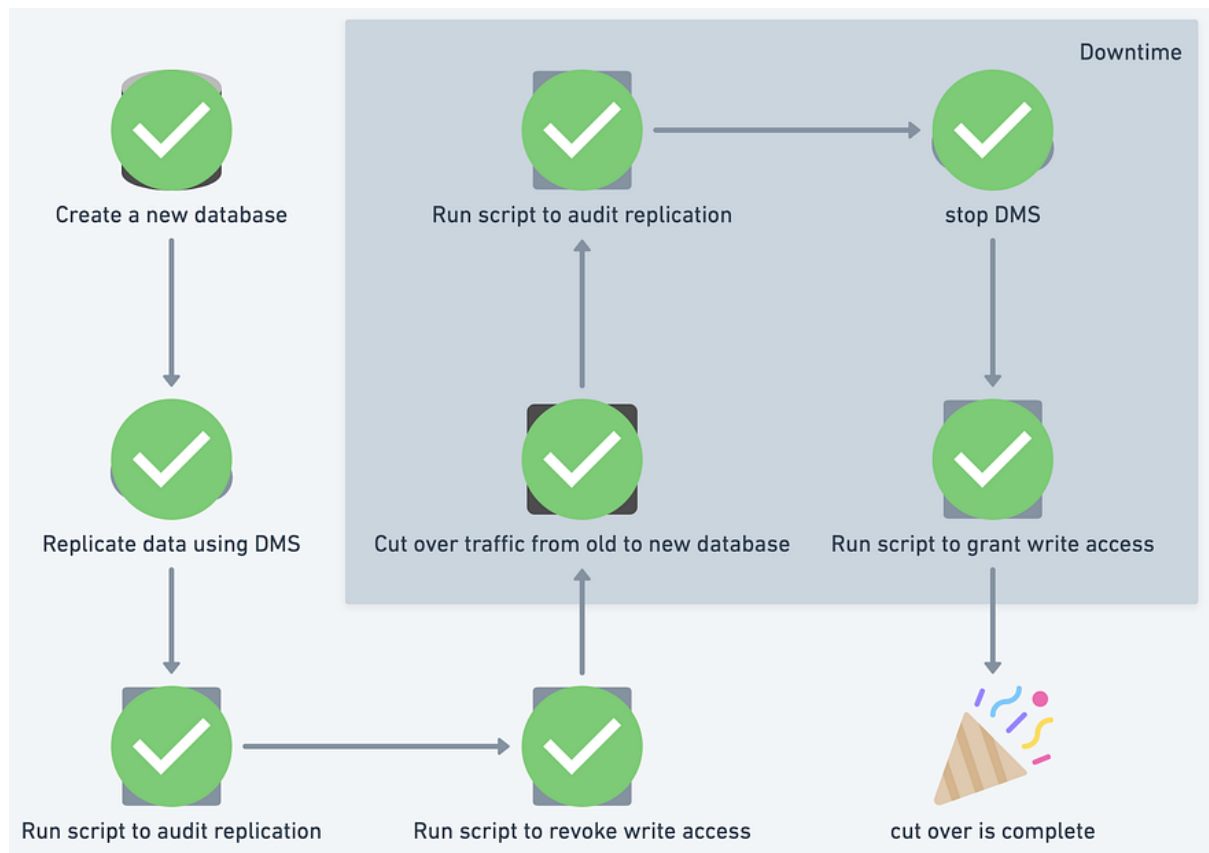 Downtime
Create a new database
Run script to audit replication
stop DMS
Replicate data using DMS
Cut over traffic from old to new database
Run script to grant write access
Run script to audit replication
Run script to revoke write access
cut over is complete